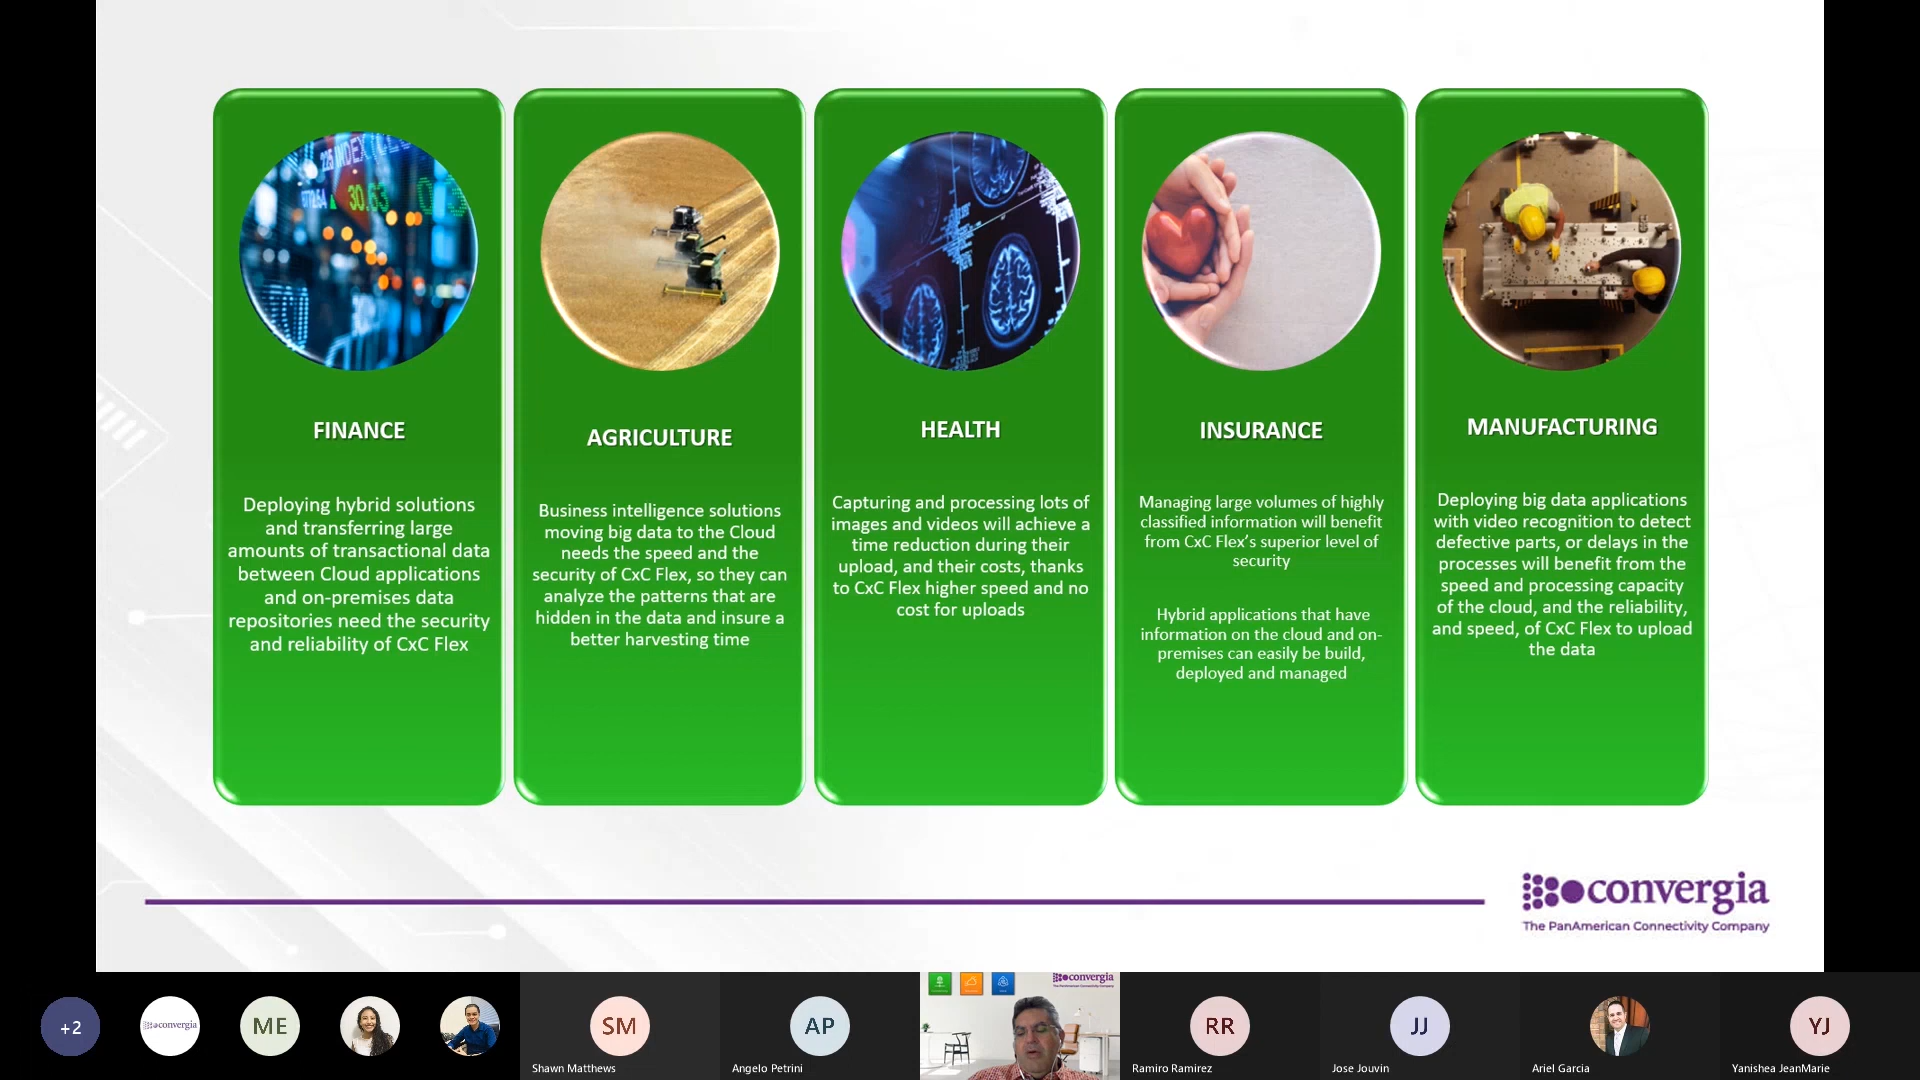 225 INDEX
30.63
FINANCE
Deploying hybrid solutions
and transferring large
amounts of transactional data
between Cloud applications
and on-premises data
repositories need the security
and reliability of CxC Flex
AGRICULTURE
Business intelligence solutions
moving big data to the Cloud
needs the speed and the
security of CxC Flex, so they can
analyze the patterns that are
hidden in the data and insure a
better harvesting time
HEALTH
Capturing and processing lots of
images and videos will achieve a
time reduction during their
upload, and their costs, thanks
to CxC Flex higher speed and no
cost for uploads
INSURANCE
Managing large volumes of highly
classified information will benefit
from CxC Flex’s superior level of
security
Hybrid applications that have
information on the cloud and on-
premises can easily be build,
deployed and managed
MANUFACTURING
Deploying big data applications
with video recognition to detect
defective parts, or delays in the
processes will benefit from the
speed and processing capacity
of the cloud, and the reliability,
and speed, of CxC Flex to upload
the data
convergia
The PanAmerican Connectivity Company
+2
convergia
ME
SM
Shawn Matthews
AP
Angelo Petrini
convergia
RR
Ramiro Ramirez
JJ
Jose Jouvin
Ariel Garcia
YJ
Yanishea JeanMarie